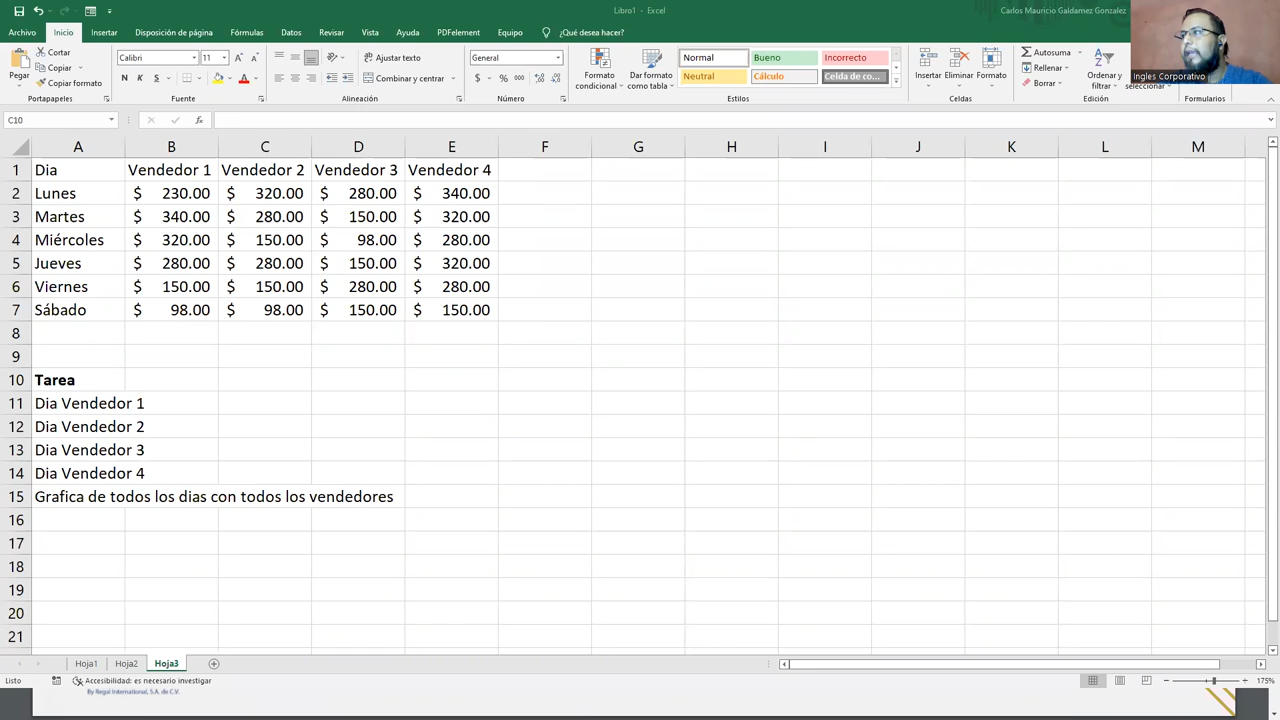 Libro1 - Excel
Carlos Mauricio Galdamez Gonzalez
Archivo Inicio Insertar Disposición de página Fórmulas Datos Revisar Vista Ayuda PDFelement Equipo ¿Qué desea hacer?
Pegar
Cortar
Copiar
Copiar formato
Portapapeles
Calibri 11
N K S
Fuente
Ajustar texto
Combinar y centrar
Alineación
General
$ % 000
Número
Formato condicional
Dar formato como tabla
Normal Bueno Incorrecto
Neutral Cálculo Celda de co...
Estilos
Insertar Eliminar Formato
Celdas
Autosuma
Rellenar
Borrar
Ordenar y filtrar
seleccionar
Edición
Formularios
Ingles Corporativo
C10
fx
A B C D E F G H I J K L M
1 Dia Vendedor 1 Vendedor 2 Vendedor 3 Vendedor 4
2 Lunes $ 230.00 $ 320.00 $ 280.00 $ 340.00
3 Martes $ 340.00 $ 280.00 $ 150.00 $ 320.00
4 Miércoles $ 320.00 $ 150.00 $ 98.00 $ 280.00
5 Jueves $ 280.00 $ 280.00 $ 150.00 $ 320.00
6 Viernes $ 150.00 $ 150.00 $ 280.00 $ 280.00
7 Sábado $ 98.00 $ 98.00 $ 150.00 $ 150.00
8
9
10 Tarea
11 Dia Vendedor 1
12 Dia Vendedor 2
13 Dia Vendedor 3
14 Dia Vendedor 4
15 Grafica de todos los dias con todos los vendedores
16
17
18
19
20
21
Hoja1 Hoja2 Hoja3
Listo Accesibilidad: es necesario investigar 175%
By Regal International, S.A. de C.V.